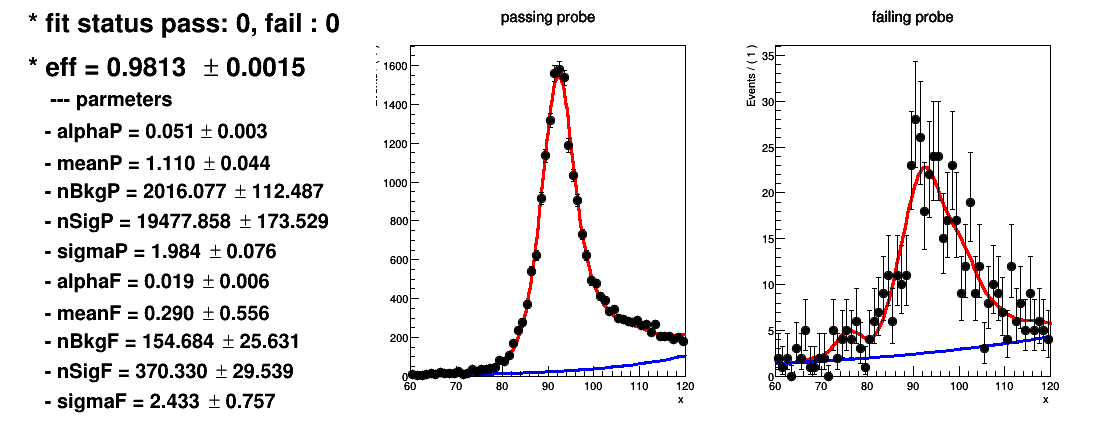 * fit status pass: 0, fail : 0
* eff = 0.9813 ± 0.0015
--- parmeters
- alphaP = 0.051 ± 0.003
- meanP = 1.110 ± 0.044
- nBkgP = 2016.077 ± 112.487
- nSigP = 19477.858 ± 173.529
- sigmaP = 1.984 ± 0.076
- alphaF = 0.019 ± 0.006
- meanF = 0.290 ± 0.556
- nBkgF = 154.684 ± 25.631
- nSigF = 370.330 ± 29.539
- sigmaF = 2.433 ± 0.757
passing probe
1600
1400
1200
1000
800
600
400
200
0
60 70 80 90 100 110 120
x
failing probe
Events / ( 1 )
35
30
25
20
15
10
5
0
60 70 80 90 100 110 120
x